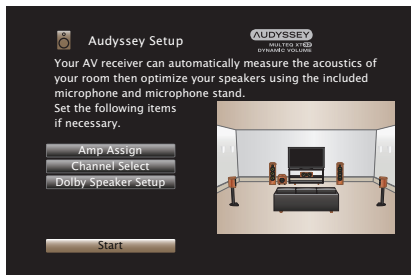 Audyssey Setup
AUDYSSEY
MULTEQ XT32
DYNAMIC VOLUME
Your AV receiver can automatically measure the acoustics of
your room then optimize your speakers using the included
microphone and microphone stand.
Set the following items
if necessary.
Amp Assign
Channel Select
Dolby Speaker Setup
Start